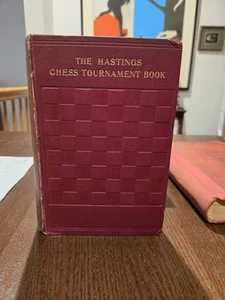 THE HASTINGS
CHESS TOURNAMENT BOOK